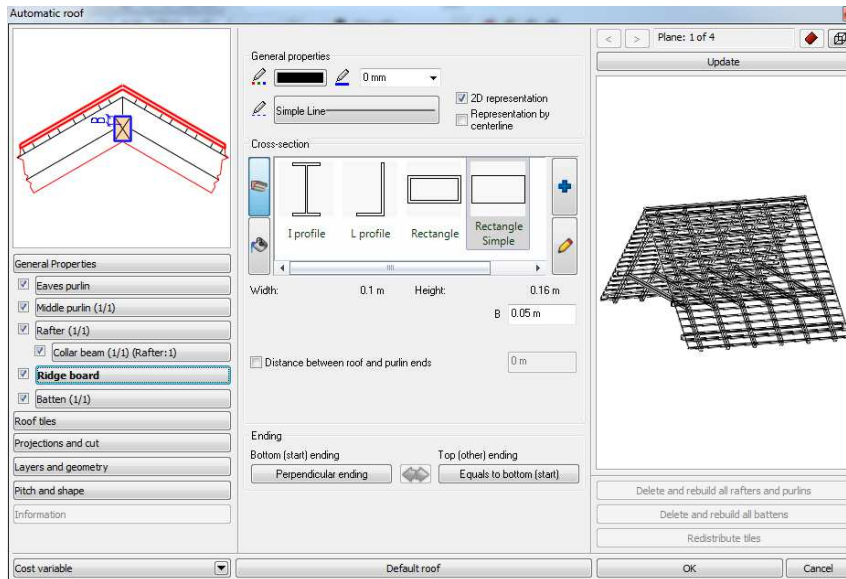 Automatic roof
B
General Properties
Eaves purlin
Middle purlin (1/1)
Rafter (1/1)
Collar beam (1/1) (Rafter:1)
Ridge board
Batten (1/1)
Roof tiles
Projections and cut
Layers and geometry
Pitch and shape
Information
Cost variable
General properties
0 mm
Simple Line
2D representation
Representation by
centerline
Cross-section
I profile L profile Rectangle Rectangle
Simple
Width: 0.1 m Height: 0.16 m
B 0.05 m
Distance between roof and purlin ends 0 m
Ending
Bottom (start) ending Top (other) ending
Perpendicular ending Equals to bottom (start)
Default roof
< > Plane: 1 of 4
Update
Delete and rebuild all rafters and purlins
Delete and rebuild all battens
Redistribute tiles
OK Cancel